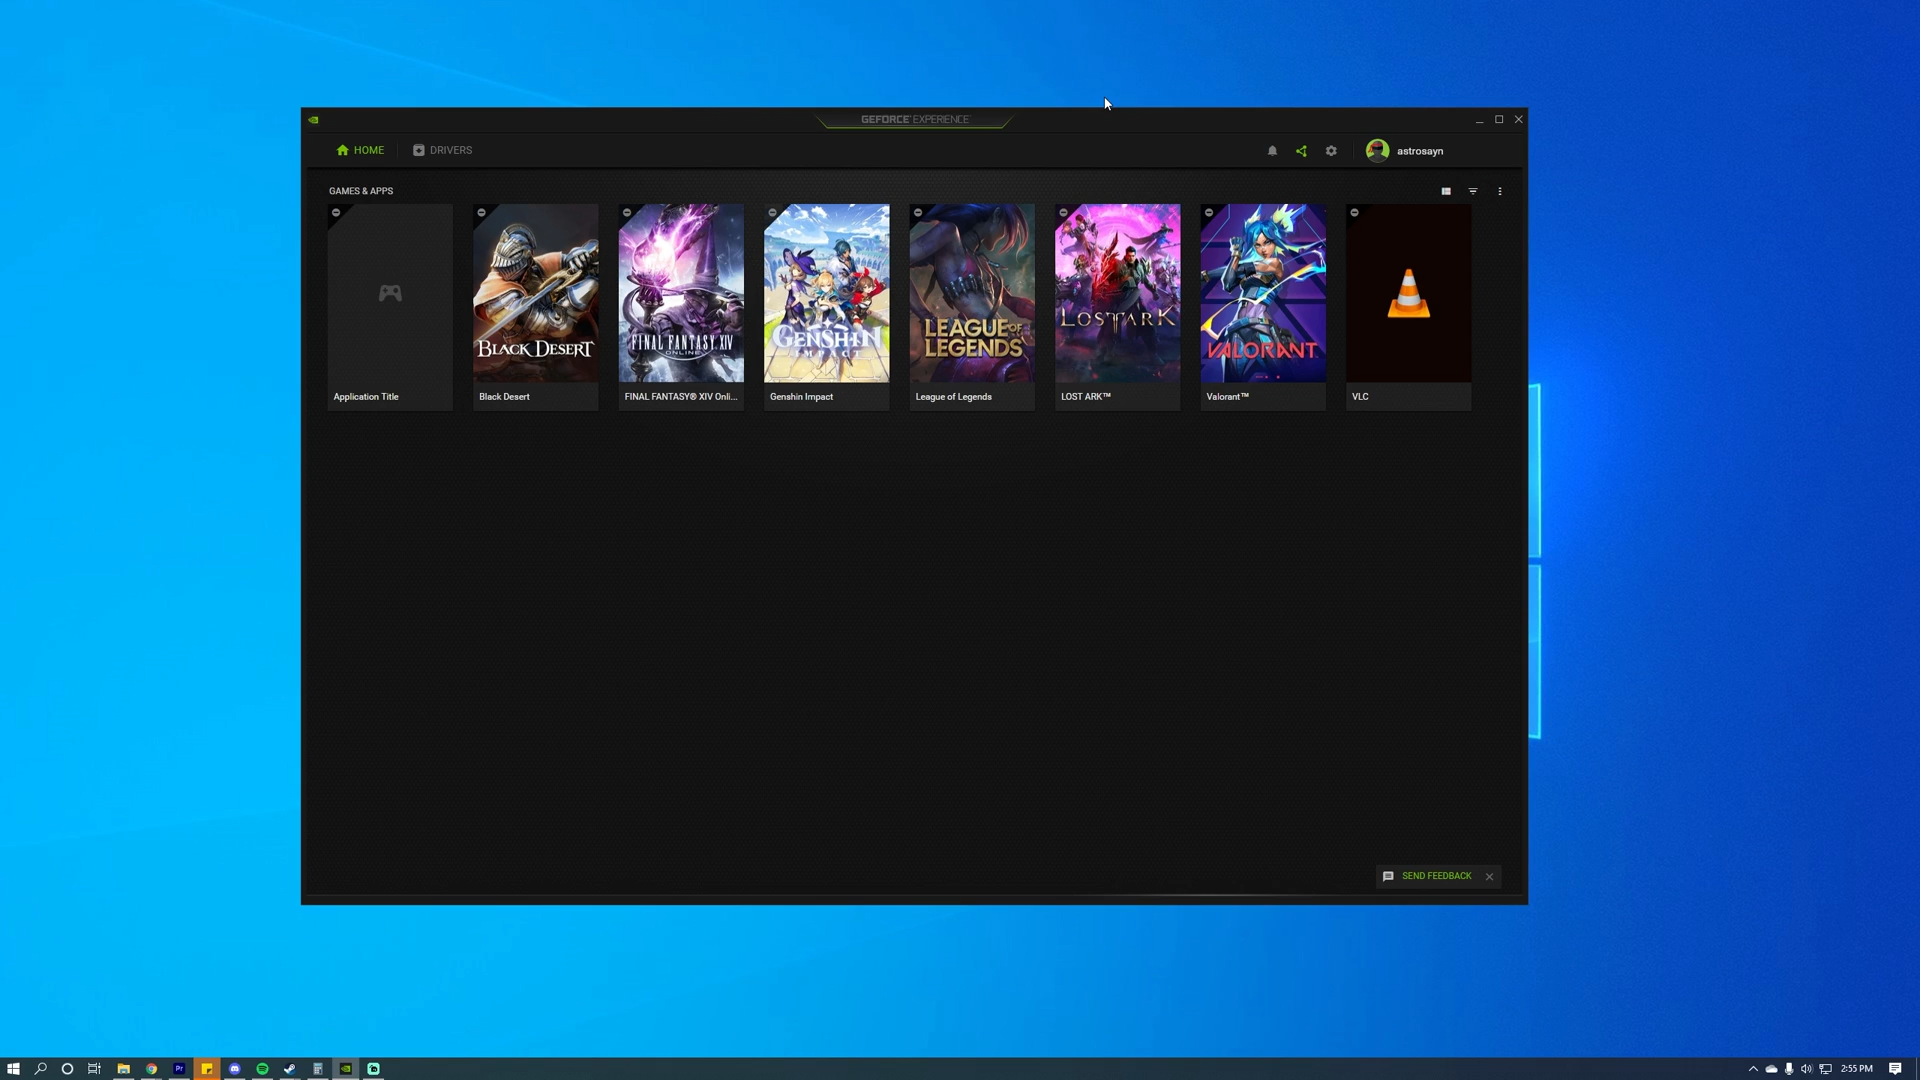 GEFORCE EXPERIENCE
HOME
DRIVERS
astrosayn
GAMES & APPS
BLACK DESERT
FINAL FANTASY XIV
ONLINE
GENSHIN
IMPACT
LEAGUE OF
LEGENDS
LOST ARK
VALORANT
Application Title
Black Desert
FINAL FANTASY® XIV Onli...
Genshin Impact
League of Legends
LOST ARK™
Valorant™
VLC
SEND FEEDBACK
Pr
2:55 PM